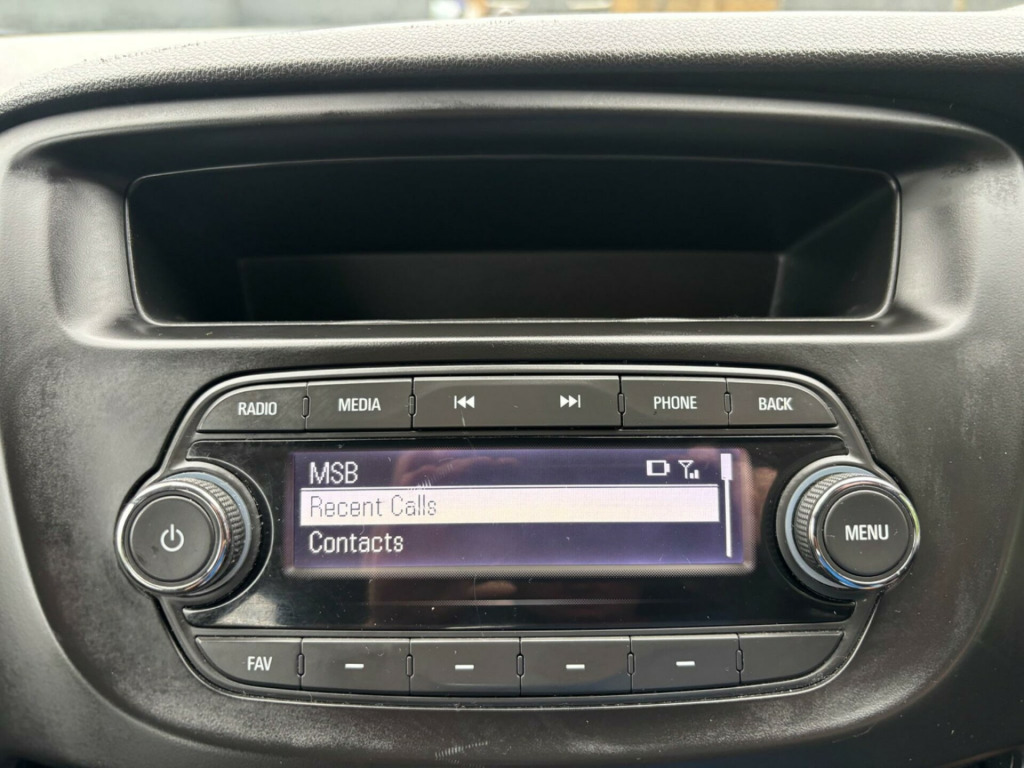 RADIO MEDIA PHONE BACK
MSB
Recent Calls
Contacts
MENU
FAV